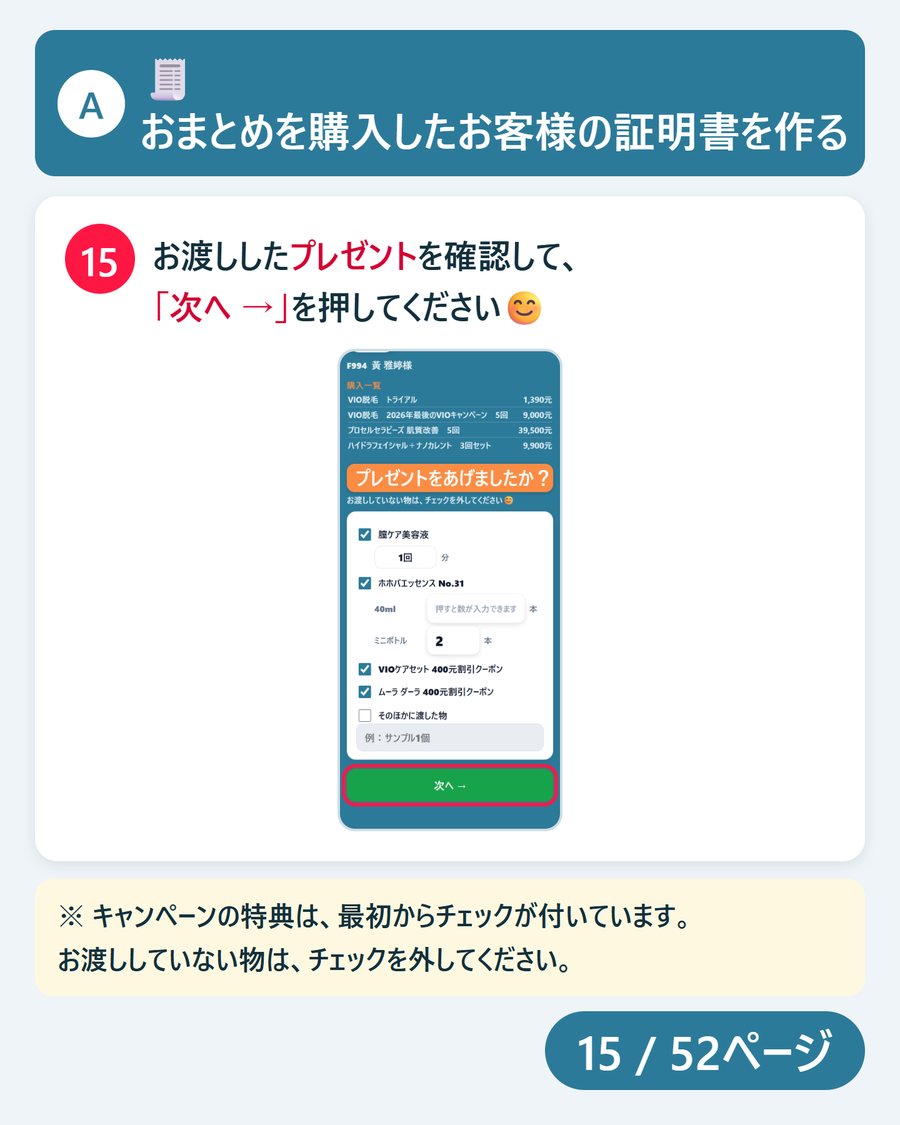 A
おまとめを購入したお客様の証明書を作る
15
お渡ししたプレゼントを確認して、
「次へ →」を押してください
F994 黃 雅婷様
購入一覧
VIO脱毛 トライアル 1,390元
VIO脱毛 2026年最後のVIOキャンペーン 5回 9,000元
プロセルセラピーズ 肌質改善 5回 39,500元
ハイドラフェイシャル＋ナノカレント 3回セット 9,900元
プレゼントをあげましたか？
お渡ししていない物は、チェックを外してください
膣ケア美容液
1回 分
ホホバエッセンス No.31
40ml 押すと数が入力できます 本
ミニボトル 2 本
VIOケアセット 400元割引クーポン
ムーラ ダーラ 400元割引クーポン
そのほかに渡した物
例：サンプル1個
次へ →
※ キャンペーンの特典は、最初からチェックが付いています。
お渡ししていない物は、チェックを外してください。
15 / 52ページ